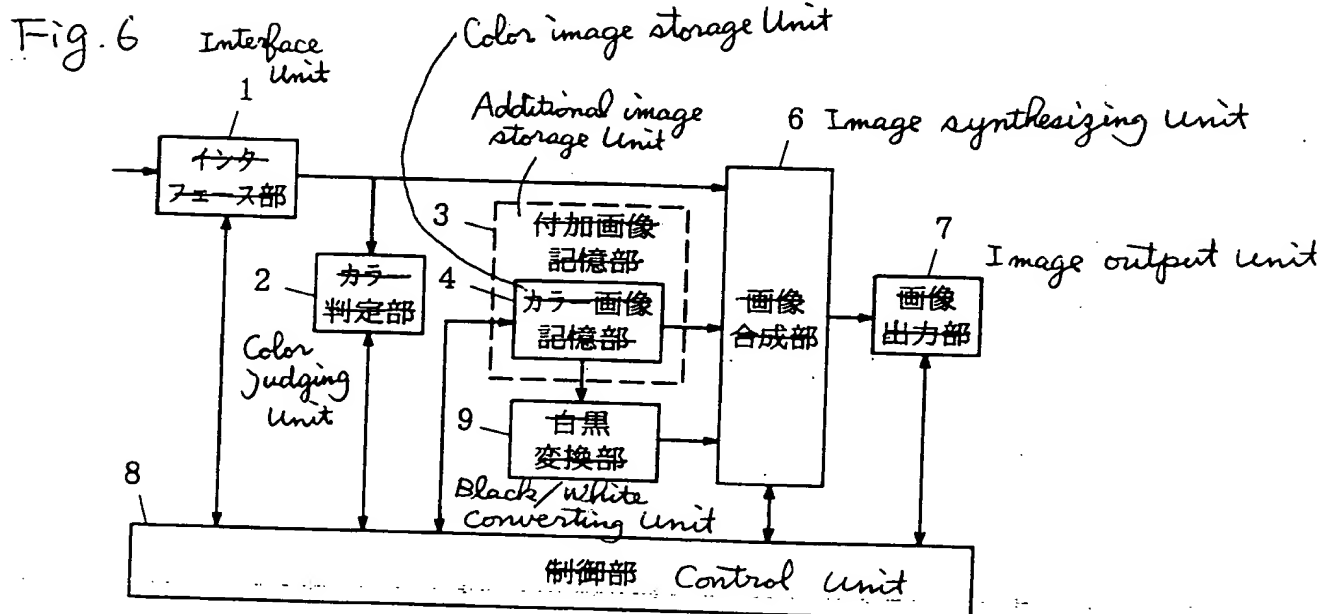 Fig. 6
Interface
Unit
1
インタ
フェース部
Color image storage Unit
Additional image
storage Unit
6 Image synthesizing Unit
3
付加画像
記憶部
4
カラー画像
記憶部
2
カラー
判定部
Color
Judging
Unit
画像
合成部
7
Image output unit
画像
出力部
9
白黒
変換部
Black/White
Converting Unit
8
制御部 Control Unit